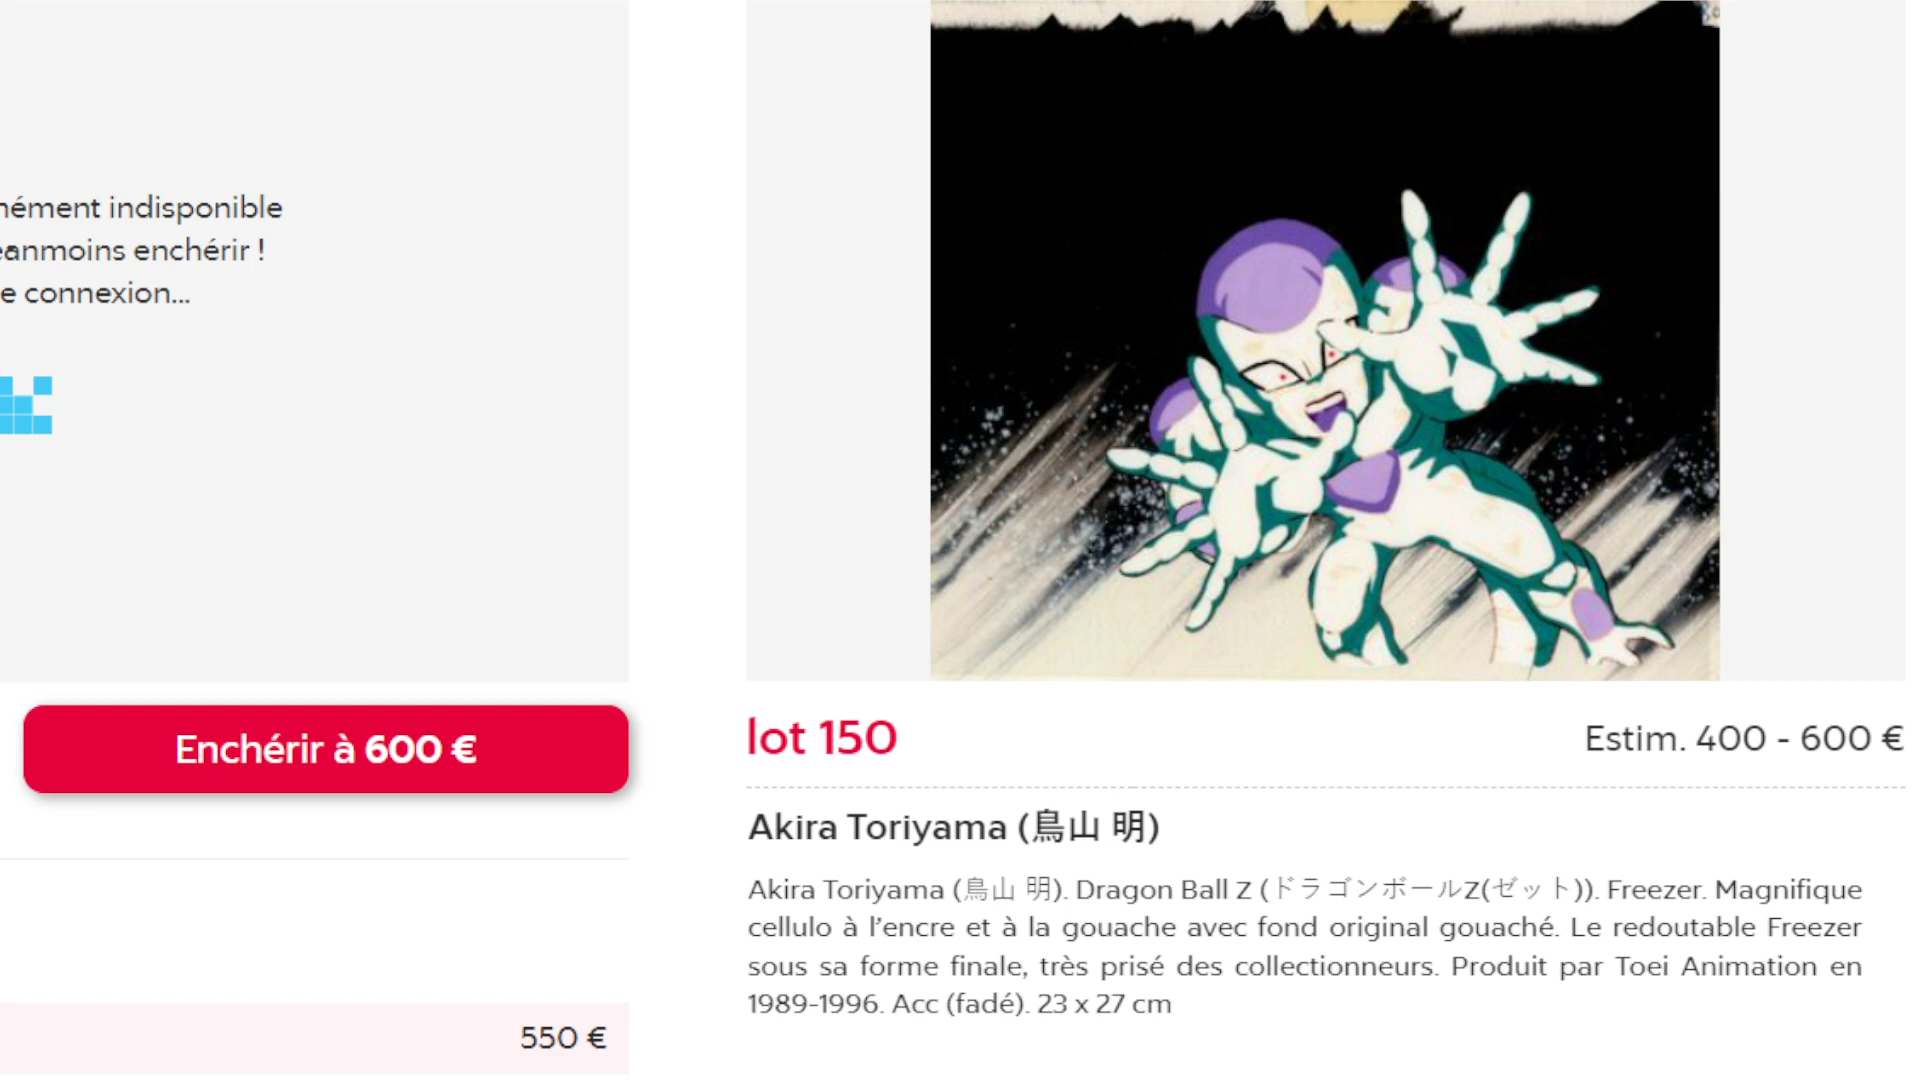 indisponible
enchérir !
e connexion...
Enchérir à 600 €
550 €
lot 150
Estim. 400 - 600 €
Akira Toriyama (鳥山 明)
Akira Toriyama (鳥山 明). Dragon Ball Z (ドラゴンボールZ(ゼット)). Freezer. Magnifique
cellulo à l’encre et à la gouache avec fond original gouaché. Le redoutable Freezer
sous sa forme finale, très prisé des collectionneurs. Produit par Toei Animation en
1989-1996. Acc (fadé). 23 x 27 cm